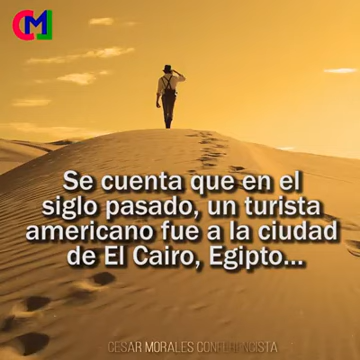 CM
Se cuenta que en el
siglo pasado, un turista
americano fue a la ciudad
de El Cairo, Egipto...
CESAR MORALES CONFERENCISTA